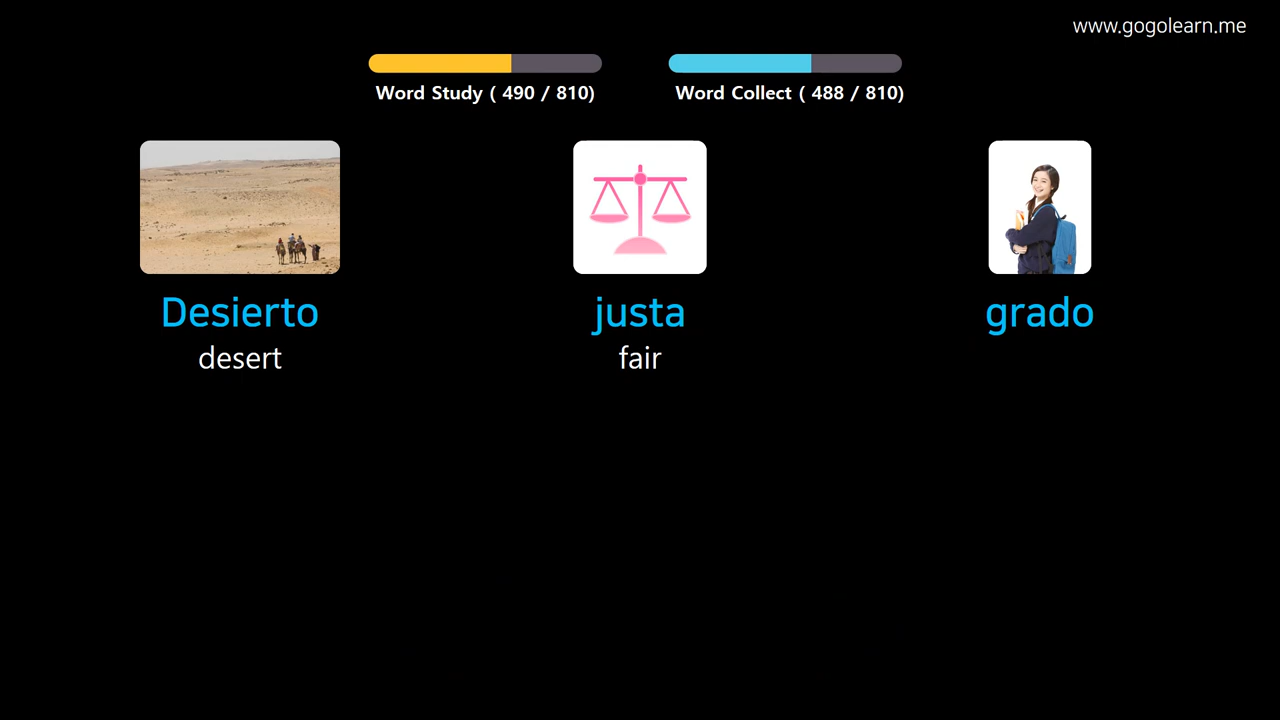 www.gogolearn.me
Word Study ( 490 / 810)
Word Collect ( 488 / 810)
Desierto
desert
justa
fair
grado